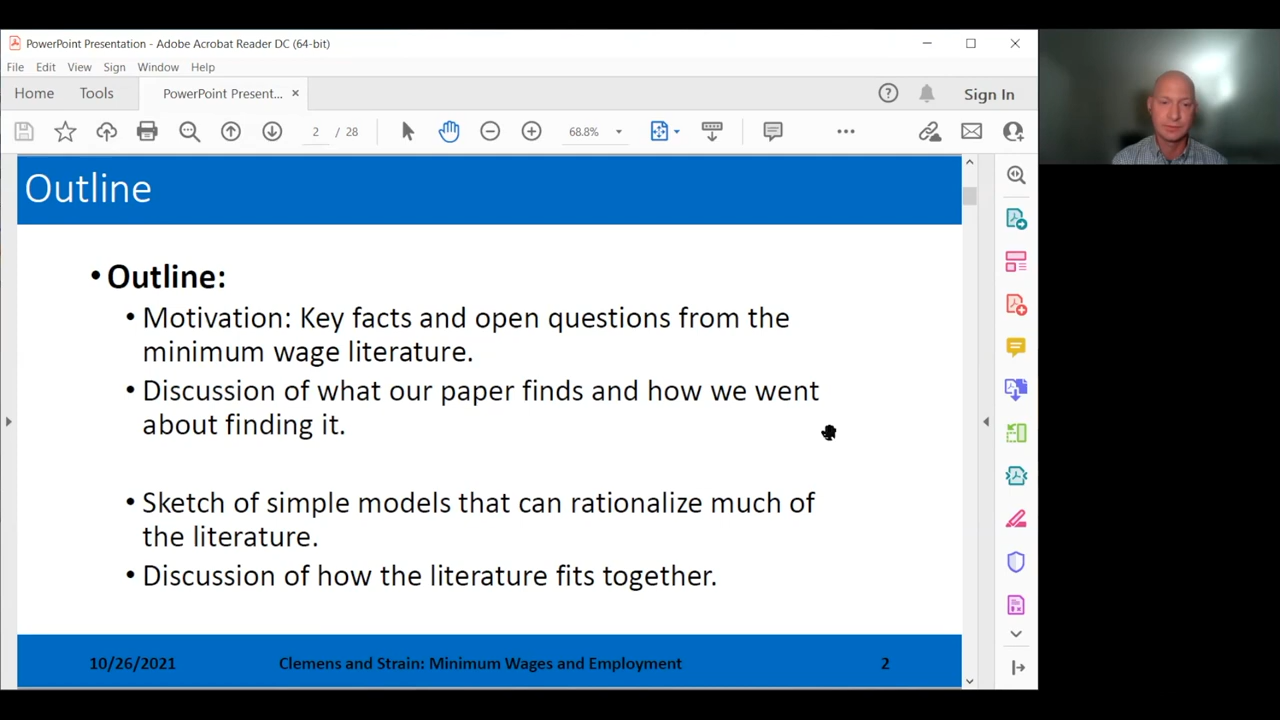 PowerPoint Presentation - Adobe Acrobat Reader DC (64-bit)
File Edit View Sign Window Help
Home Tools PowerPoint Present... × Sign In
2 / 28 68.8%
Outline
• Outline:
• Motivation: Key facts and open questions from the
minimum wage literature.
• Discussion of what our paper finds and how we went
about finding it.
• Sketch of simple models that can rationalize much of
the literature.
• Discussion of how the literature fits together.
10/26/2021 Clemens and Strain: Minimum Wages and Employment 2